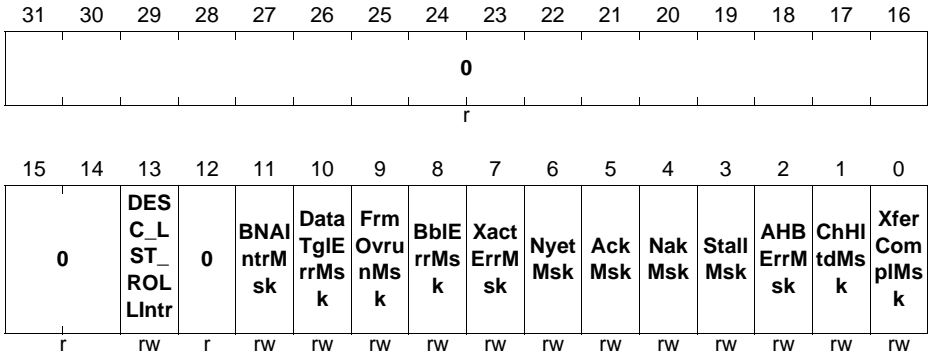 31 30 29 28 27 26 25 24 23 22 21 20 19 18 17 16
0
r
15 14 13 12 11 10 9 8 7 6 5 4 3 2 1 0
0
DES
C_L
ST_
ROL
LIntr
0
BNAI
ntrM
sk
Data
TglE
rrMs
k
Frm
Ovru
nMs
k
BblE
rrMs
k
Xact
ErrM
sk
Nyet
Msk
Ack
Msk
Nak
Msk
Stall
Msk
AHB
ErrM
sk
ChHl
tdMs
k
Xfer
Com
plMs
k
r rw r rw rw rw rw rw rw rw rw rw rw rw rw